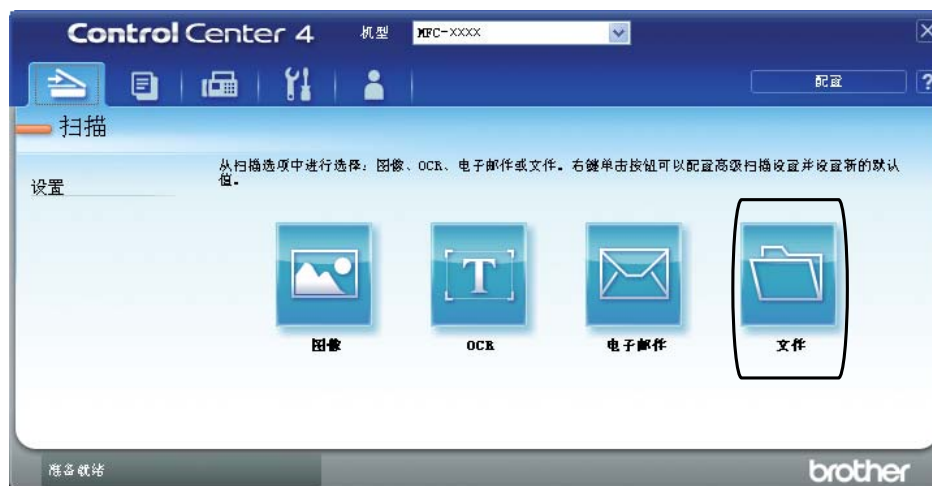 Control Center 4 机型 MFC-XXXX
配置 ?
扫描
从扫描选项中进行选择：图像、OCR、电子邮件或文件。右键单击按钮可以配置高级扫描设置并设置新的默认
值。
设置
T
图像 OCR 电子邮件 文件
准备就绪 brother